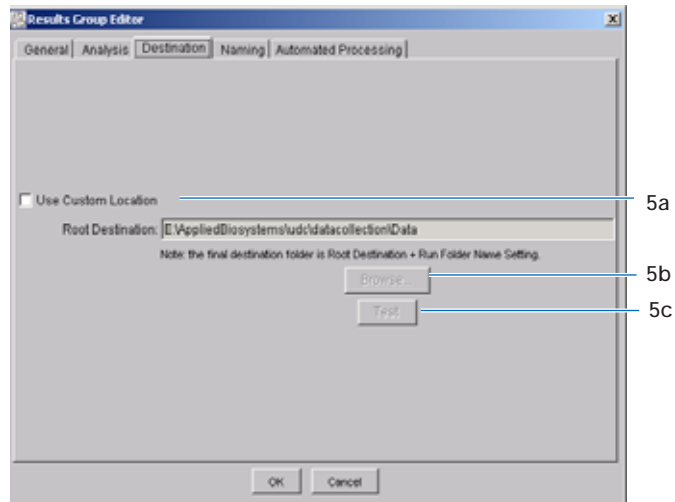 Results Group Editor
General Analysis Destination Naming Automated Processing
Use Custom Location
5a
Root Destination: E:\AppliedBiosystems\udc\datacollection\Data
Note: the final destination folder is Root Destination + Run Folder Name Setting.
Browse...
5b
Test
5c
OK Cancel